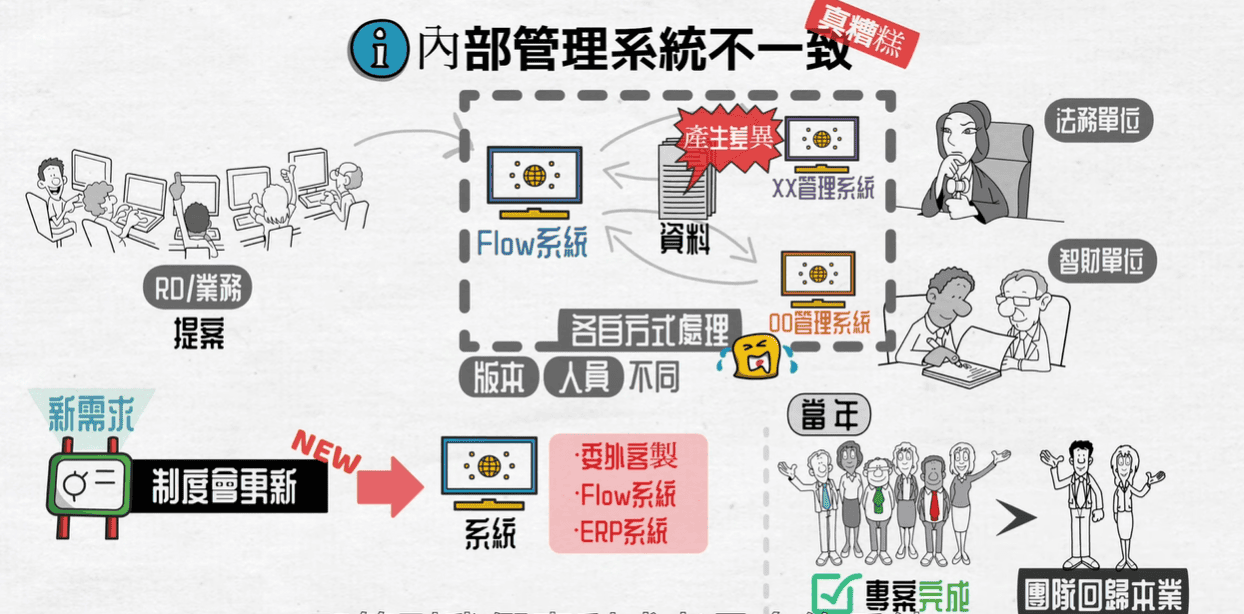 內部管理系統不一致
真糟糕
產生差異
法務單位
XX管理系統
Flow系統
資料
智財單位
RD/業務
提案
OO管理系統
各自方式處理
版本 人員 不同
新需求
當年
NEW
制度會更新
·委外客製
·Flow系統
·ERP系統
系統
專案完成
團隊回歸本業